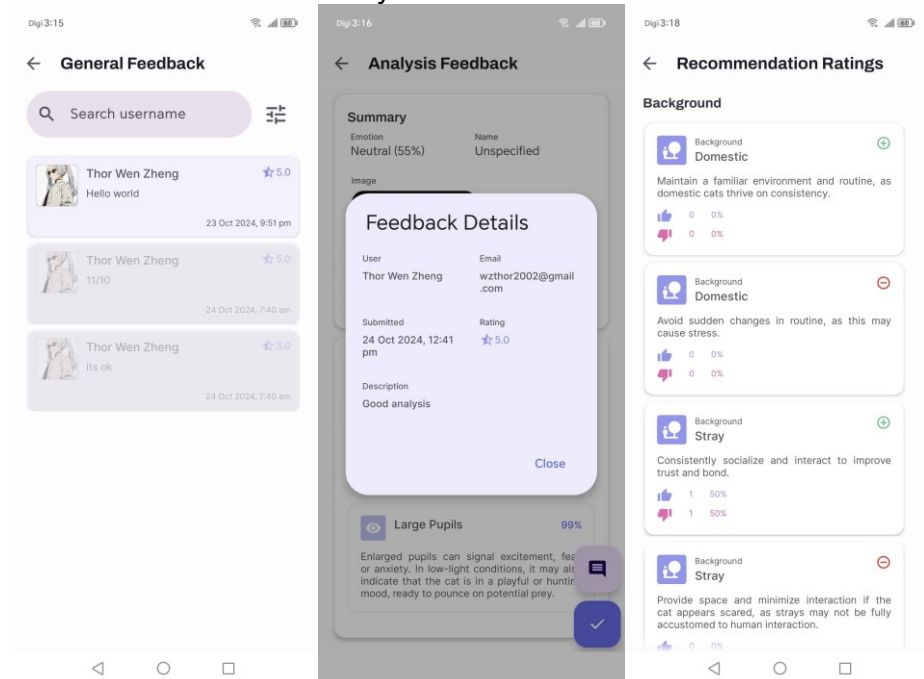 Digi 3:15
68
General Feedback
Search username
Thor Wen Zheng
5.0
Hello world
23 Oct 2024, 9:51 pm
Thor Wen Zheng
5.0
11/10
24 Oct 2024, 7:40 am
Thor Wen Zheng
3.0
Its ok
24 Oct 2024, 7:40 am
Digi 3:16
68
Analysis Feedback
Summary
Emotion
Name
Neutral (55%)
Unspecified
Image
Feedback Details
User
Email
Thor Wen Zheng
wzthor2002@gmail
.com
Submitted
Rating
24 Oct 2024, 12:41
pm
5.0
Description
Good analysis
Close
Large Pupils
99%
Enlarged pupils can signal excitement,
or anxiety. In low-light conditions, it may
indicate that the cat is in a playful or
mood, ready to pounce on potential prey.
Digi 3:18
68
Recommendation Ratings
Background
Background
Domestic
Maintain a familiar environment and routine, as
domestic cats thrive on consistency.
0 0%
0 0%
Background
Domestic
Avoid sudden changes in routine, as this may
cause stress.
0 0%
0 0%
Background
Stray
Consistently socialize and interact to improve
trust and bond.
1 50%
1 50%
Background
Stray
Provide space and minimize interaction if the
cat appears scared, as strays may not be fully
accustomed to human interaction.
0 0%